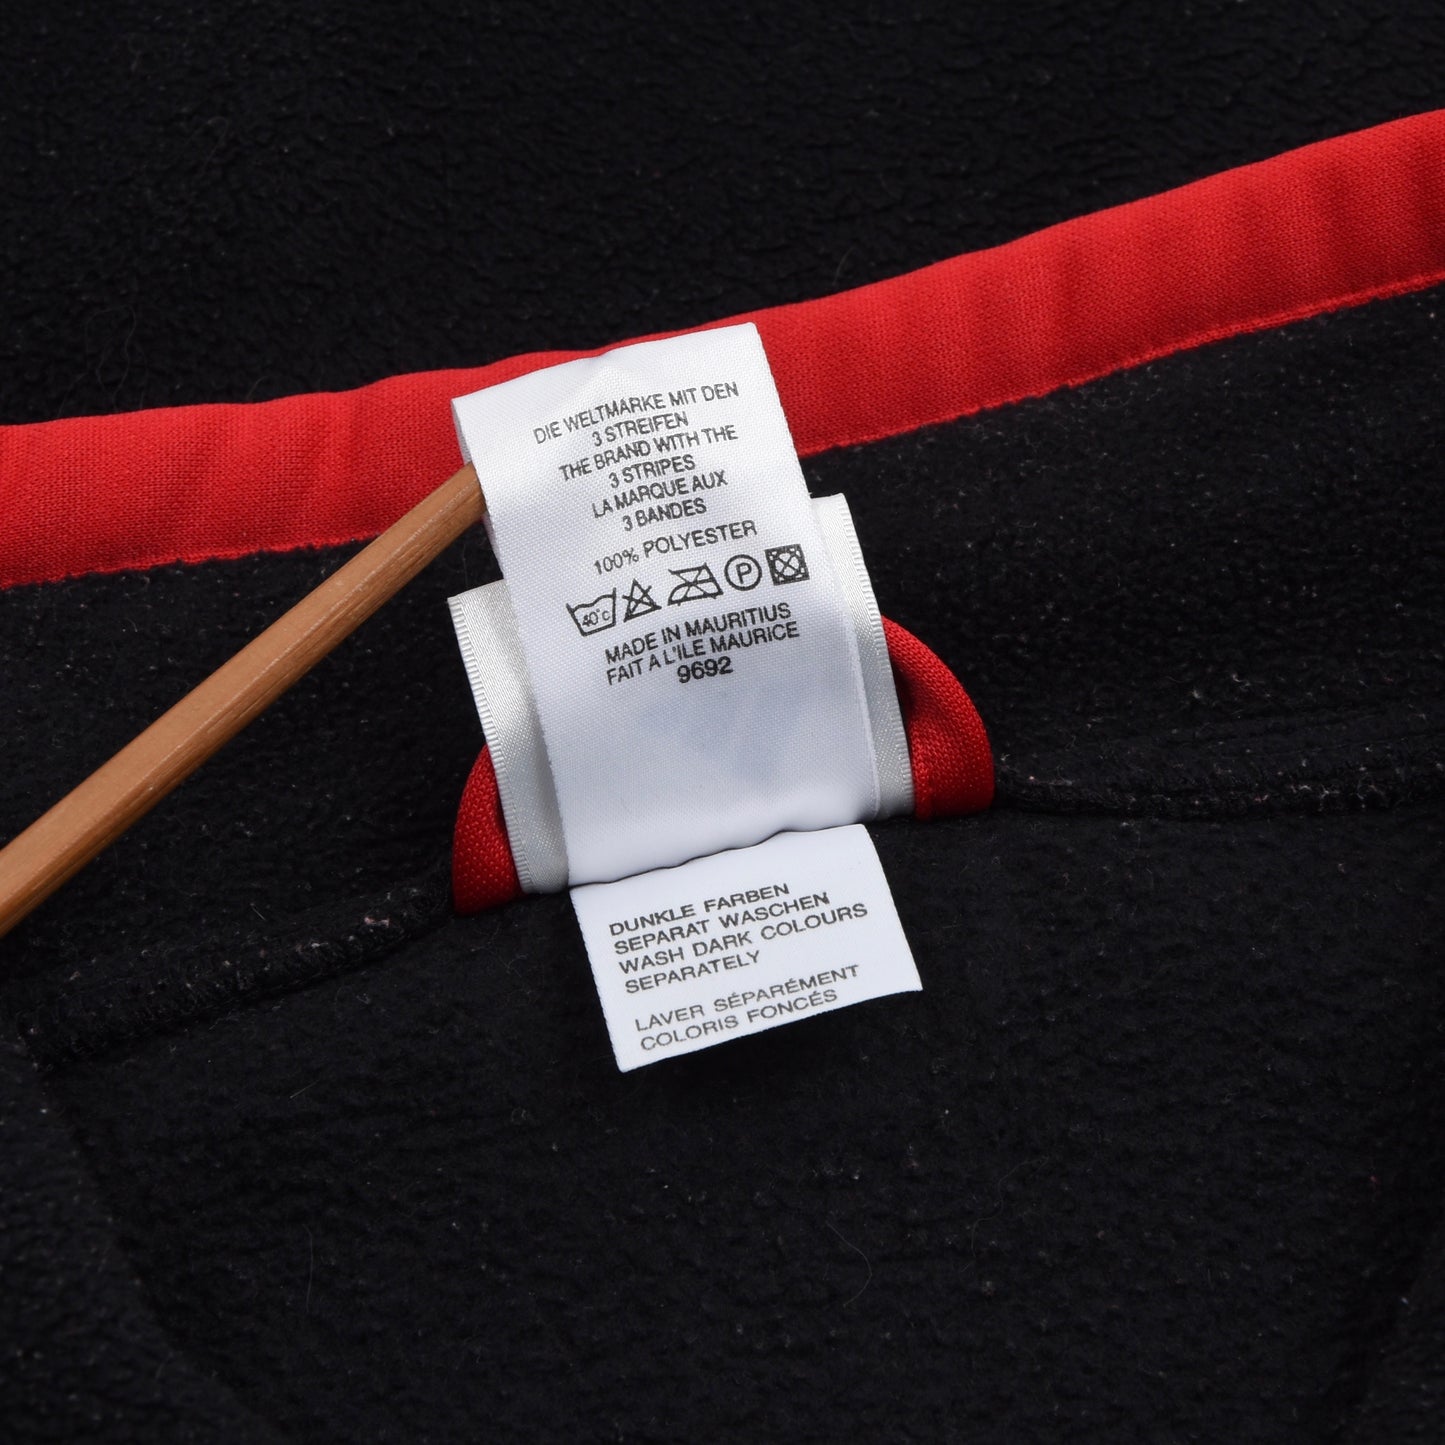 DIE WELTMARKE MIT DEN
3 STREIFEN
THE BRAND WITH THE
3 STRIPES
LA MARQUE AUX
3 BANDES
100% POLYESTER
40°C P
MADE IN MAURITIUS
FAIT A L'ILE MAURICE
9692
DUNKLE FARBEN
SEPARAT WASCHEN
WASH DARK COLOURS
SEPARATELY
LAVER SÉPARÉMENT
COLORIS FONCÉS